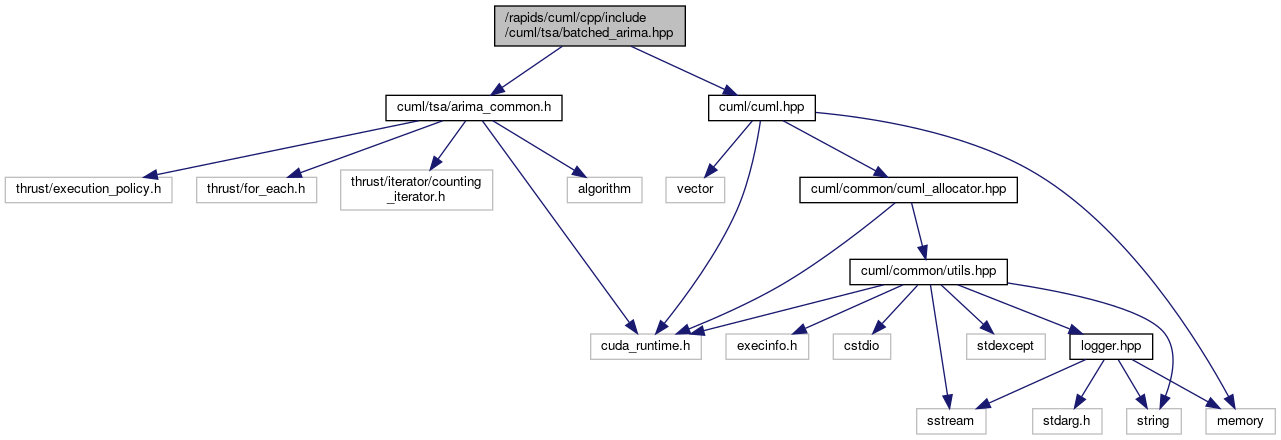 /rapids/cuml/cpp/include
/cuml/tsa/batched_arima.hpp
cuml/tsa/arima_common.h
cuml/cuml.hpp
thrust/execution_policy.h
thrust/for_each.h
thrust/iterator/counting
_iterator.h
algorithm
vector
cuml/common/cuml_allocator.hpp
cuml/common/utils.hpp
cuda_runtime.h
execinfo.h
cstdio
stdexcept
logger.hpp
sstream
stdarg.h
string
memory